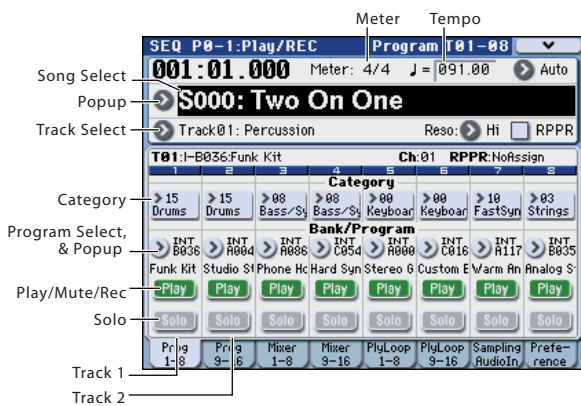 Meter Tempo
SEQ P0-1:Play/REC Program T01-08
001:01.000 Meter: 4/4 ♩= 091.00 Auto
Song Select
Popup
S000: Two On One
Track Select
Track01: Percussion Reso: Hi RPPR
T01:I-B036:Funk Kit Ch:01 RPPR:NoAssign
1 2 3 4 5 6 7 8
Category
Category
15 15 08 08 00 00 10 03
Drums Drums Bass/Sy Bass/Sy Keyboar Keyboar FastSyn Strings
Bank/Program
Program Select,
& Popup
INT INT INT INT INT INT INT INT
B036 A004 A086 C054 A000 C016 A117 B035
Funk Kit Studio St Phone Ho Hard Syn Stereo G Custom E Warm An Analog S
Play/Mute/Rec
Play Play Play Play Play Play Play Play
Solo
Solo Solo Solo Solo Solo Solo Solo Solo
Prog Prog Mixer Mixer PlyLoop PlyLoop Sampling Prefe-
1-8 9-16 1-8 9-16 1-8 9-16 AudioIn rence
Track 1
Track 2